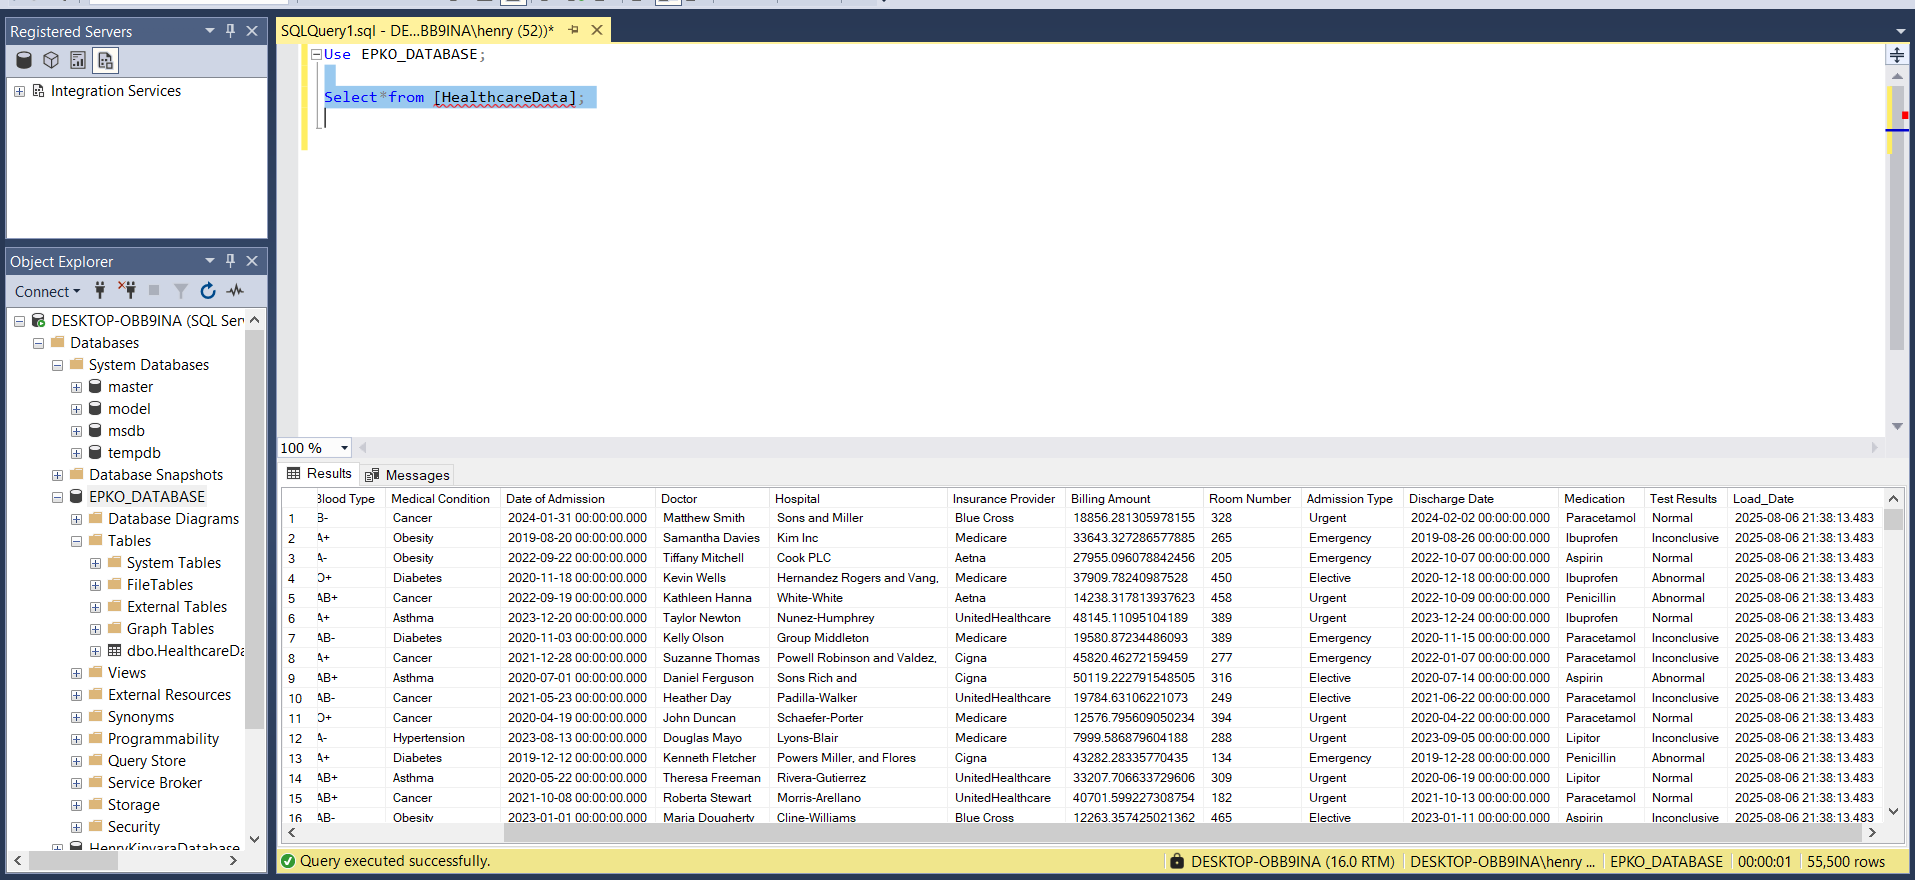 Registered Servers
Integration Services
Object Explorer
Connect
DESKTOP-OBB9INA (SQL Ser
Databases
System Databases
master
model
msdb
tempdb
Database Snapshots
EPKO_DATABASE
Database Diagrams
Tables
System Tables
FileTables
External Tables
Graph Tables
dbo.HealthcareDa
Views
External Resources
Synonyms
Programmability
Query Store
Service Broker
Storage
Security
HenryKinyaraDatabase
SQLQuery1.sql - DE...BB9INA\henry (52))*
Use EPKO_DATABASE;
Select*from [HealthcareData];
100 %
Results Messages
Blood Type Medical Condition Date of Admission Doctor Hospital Insurance Provider Billing Amount Room Number Admission Type Discharge Date Medication Test Results Load_Date
1 B- Cancer 2024-01-31 00:00:00.000 Matthew Smith Sons and Miller Blue Cross 18856.281305978155 328 Urgent 2024-02-02 00:00:00.000 Paracetamol Normal 2025-08-06 21:38:13.483
2 A+ Obesity 2019-08-20 00:00:00.000 Samantha Davies Kim Inc Medicare 33643.327286577885 265 Emergency 2019-08-26 00:00:00.000 Ibuprofen Inconclusive 2025-08-06 21:38:13.483
3 A- Obesity 2022-09-22 00:00:00.000 Tiffany Mitchell Cook PLC Aetna 27955.096078842456 205 Emergency 2022-10-07 00:00:00.000 Aspirin Normal 2025-08-06 21:38:13.483
4 O+ Diabetes 2020-11-18 00:00:00.000 Kevin Wells Hernandez Rogers and Vang, Medicare 37909.78240987528 450 Elective 2020-12-18 00:00:00.000 Ibuprofen Abnormal 2025-08-06 21:38:13.483
5 AB+ Cancer 2022-09-19 00:00:00.000 Kathleen Hanna White-White Aetna 14238.317813937623 458 Urgent 2022-10-09 00:00:00.000 Penicillin Abnormal 2025-08-06 21:38:13.483
6 A+ Asthma 2023-12-20 00:00:00.000 Taylor Newton Nunez-Humphrey UnitedHealthcare 48145.11095104189 389 Urgent 2023-12-24 00:00:00.000 Ibuprofen Normal 2025-08-06 21:38:13.483
7 AB- Diabetes 2020-11-03 00:00:00.000 Kelly Olson Group Middleton Medicare 19580.87234486093 389 Emergency 2020-11-15 00:00:00.000 Paracetamol Inconclusive 2025-08-06 21:38:13.483
8 A+ Cancer 2021-12-28 00:00:00.000 Suzanne Thomas Powell Robinson and Valdez, Cigna 45820.46272159459 277 Emergency 2022-01-07 00:00:00.000 Paracetamol Inconclusive 2025-08-06 21:38:13.483
9 AB+ Asthma 2020-07-01 00:00:00.000 Daniel Ferguson Sons Rich and Cigna 50119.222791548505 316 Elective 2020-07-14 00:00:00.000 Aspirin Abnormal 2025-08-06 21:38:13.483
10 AB- Cancer 2021-05-23 00:00:00.000 Heather Day Padilla-Walker UnitedHealthcare 19784.63106221073 249 Elective 2021-06-22 00:00:00.000 Paracetamol Inconclusive 2025-08-06 21:38:13.483
11 O+ Cancer 2020-04-19 00:00:00.000 John Duncan Schaefer-Porter Medicare 12576.795609050234 394 Urgent 2020-04-22 00:00:00.000 Paracetamol Normal 2025-08-06 21:38:13.483
12 A- Hypertension 2023-08-13 00:00:00.000 Douglas Mayo Lyons-Blair Medicare 7999.586879604188 288 Urgent 2023-09-05 00:00:00.000 Lipitor Inconclusive 2025-08-06 21:38:13.483
13 A+ Diabetes 2019-12-12 00:00:00.000 Kenneth Fletcher Powers Miller, and Flores Cigna 43282.28335770435 134 Emergency 2019-12-28 00:00:00.000 Penicillin Abnormal 2025-08-06 21:38:13.483
14 AB+ Asthma 2020-05-22 00:00:00.000 Theresa Freeman Rivera-Gutierrez UnitedHealthcare 33207.706633729606 309 Urgent 2020-06-19 00:00:00.000 Lipitor Normal 2025-08-06 21:38:13.483
15 AB+ Cancer 2021-10-08 00:00:00.000 Roberta Stewart Morris-Arellano UnitedHealthcare 40701.599227308754 182 Urgent 2021-10-13 00:00:00.000 Paracetamol Normal 2025-08-06 21:38:13.483
16 AB- Obesity 2023-01-01 00:00:00.000 Maria Dougherty Cline-Williams Blue Cross 12263.357425021362 465 Elective 2023-01-11 00:00:00.000 Aspirin Inconclusive 2025-08-06 21:38:13.483
Query executed successfully. DESKTOP-OBB9INA (16.0 RTM) DESKTOP-OBB9INA\henry ... EPKO_DATABASE 00:00:01 55,500 rows